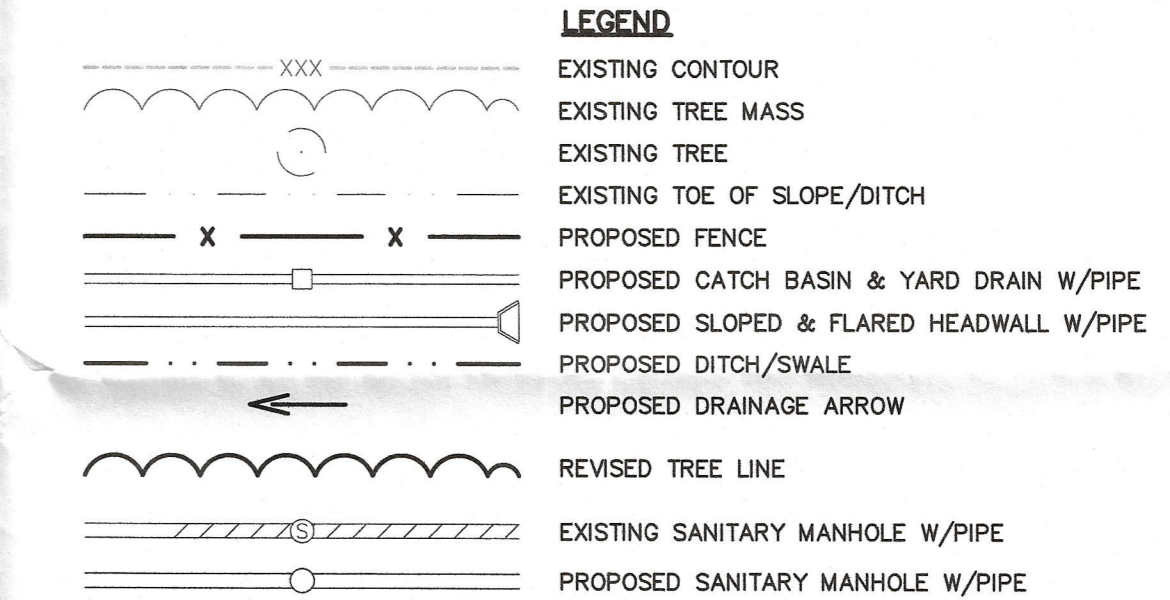 LEGEND
XXX EXISTING CONTOUR
EXISTING TREE MASS
EXISTING TREE
EXISTING TOE OF SLOPE/DITCH
X X PROPOSED FENCE
PROPOSED CATCH BASIN & YARD DRAIN W/PIPE
PROPOSED SLOPED & FLARED HEADWALL W/PIPE
PROPOSED DITCH/SWALE
PROPOSED DRAINAGE ARROW
REVISED TREE LINE
S EXISTING SANITARY MANHOLE W/PIPE
PROPOSED SANITARY MANHOLE W/PIPE